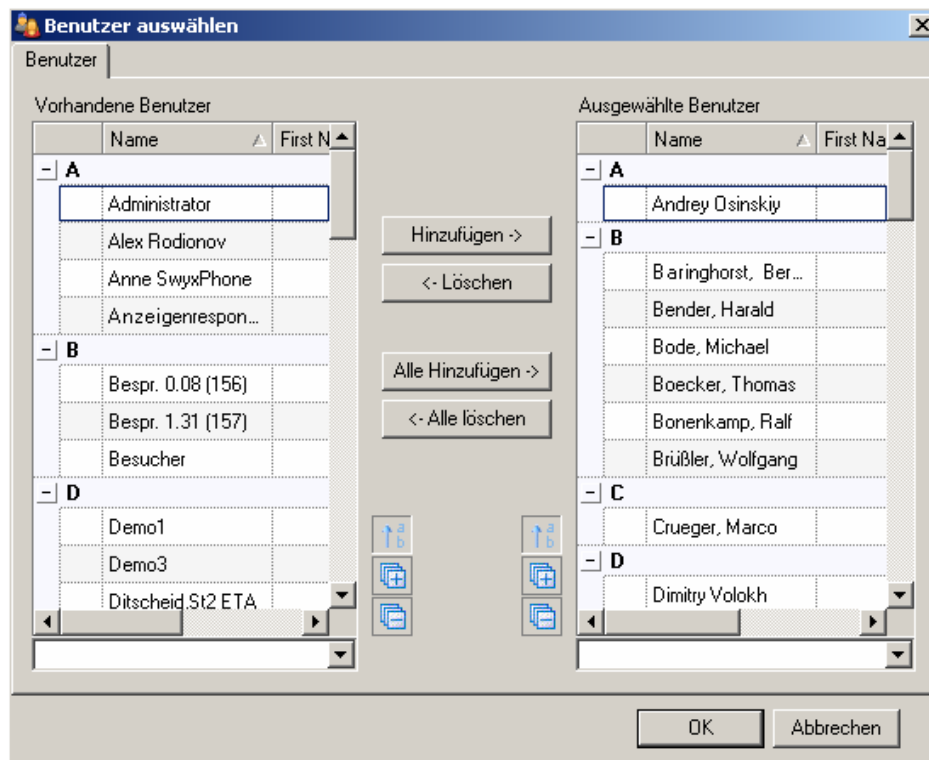 Benutzer auswählen
Benutzer
Vorhandene Benutzer
Name First N
A
Administrator
Alex Rodionov
Anne SwyxPhone
Anzeigenrespon...
B
Bespr. 0.08 (156)
Bespr. 1.31 (157)
Besucher
D
Demo1
Demo3
Ditscheid.St2 ETA
Hinzufügen ->
<- Löschen
Alle Hinzufügen ->
<- Alle löschen
Ausgewählte Benutzer
Name First Na
A
Andrey Osinskiy
B
Baringhorst, Ber...
Bender, Harald
Bode, Michael
Boecker, Thomas
Bonenkamp, Ralf
Brüßler, Wolfgang
C
Crueger, Marco
D
Dimitry Volokh
a
b
a
b
OK
Abbrechen